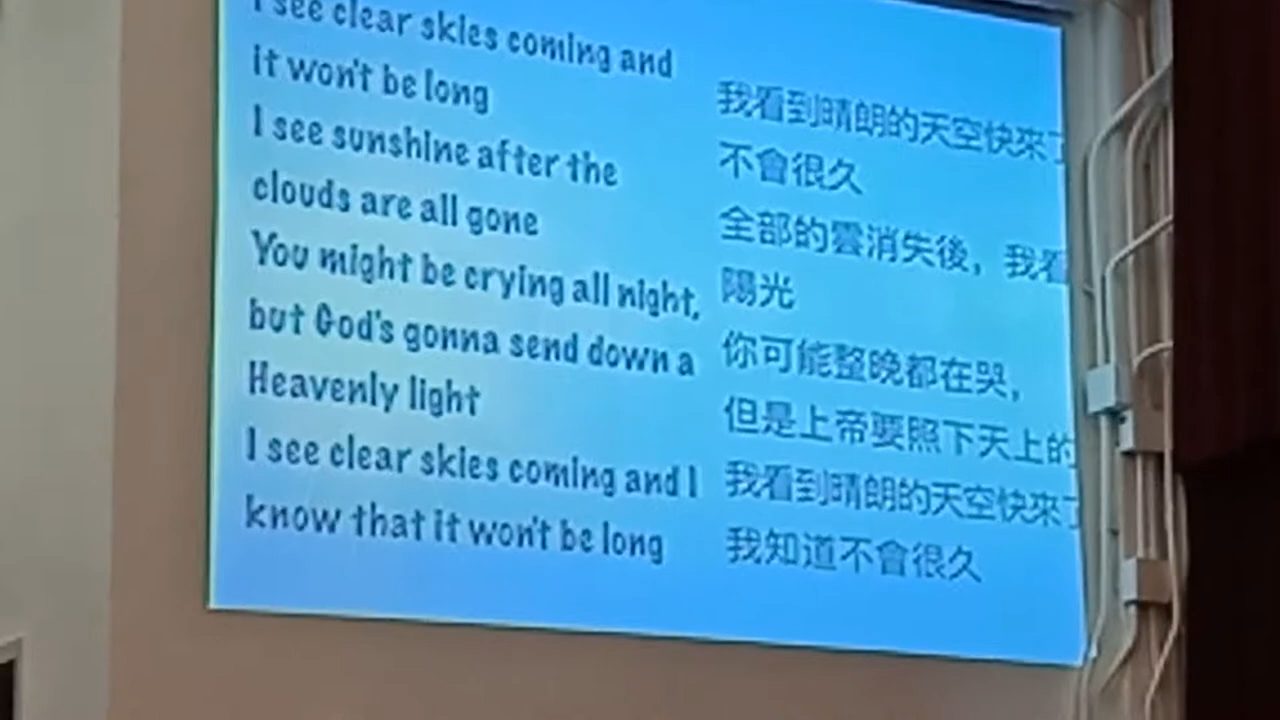 I see clear skies coming and
it won't be long
I see sunshine after the
clouds are all gone
You might be crying all night,
but God's gonna send down a
Heavenly light
I see clear skies coming and I
know that it won't be long
我看到晴朗的天空快來了
不會很久
全部的雲消失後，我看
陽光
你可能整晚都在哭，
但是上帝要照下天上的
我看到晴朗的天空快來了
我知道不會很久